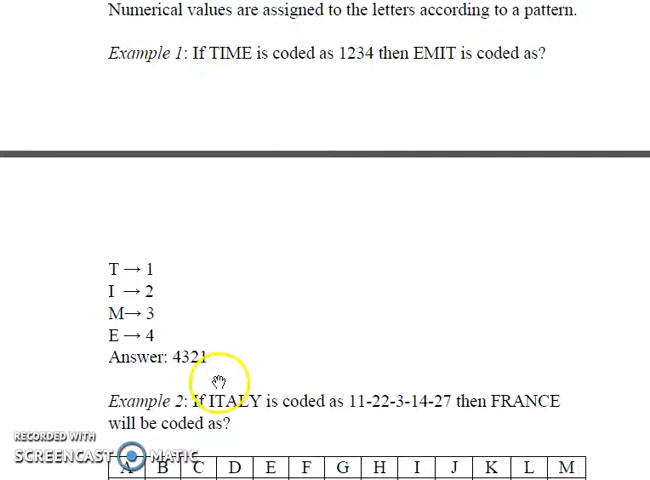 Numerical values are assigned to the letters according to a pattern.
Example 1: If TIME is coded as 1234 then EMIT is coded as?
T → 1
I → 2
M→ 3
E → 4
Answer: 4321
Example 2: If ITALY is coded as 11-22-3-14-27 then FRANCE
will be coded as?
RECORDED WITH
SCREENCAST MATIC
A B C D E F G H I J K L M